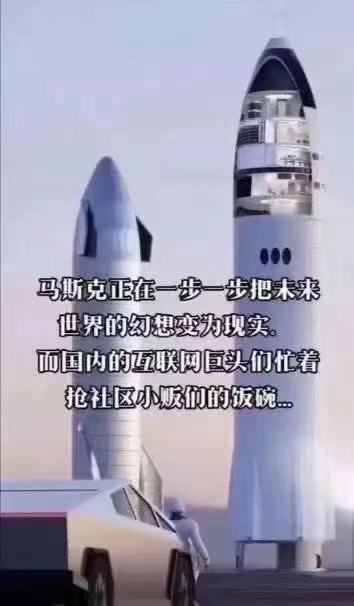 马斯克正在一步一步把未来
世界的幻想变为现实.
而国内的互联网巨头们忙着
抢社区小贩们的饭碗...